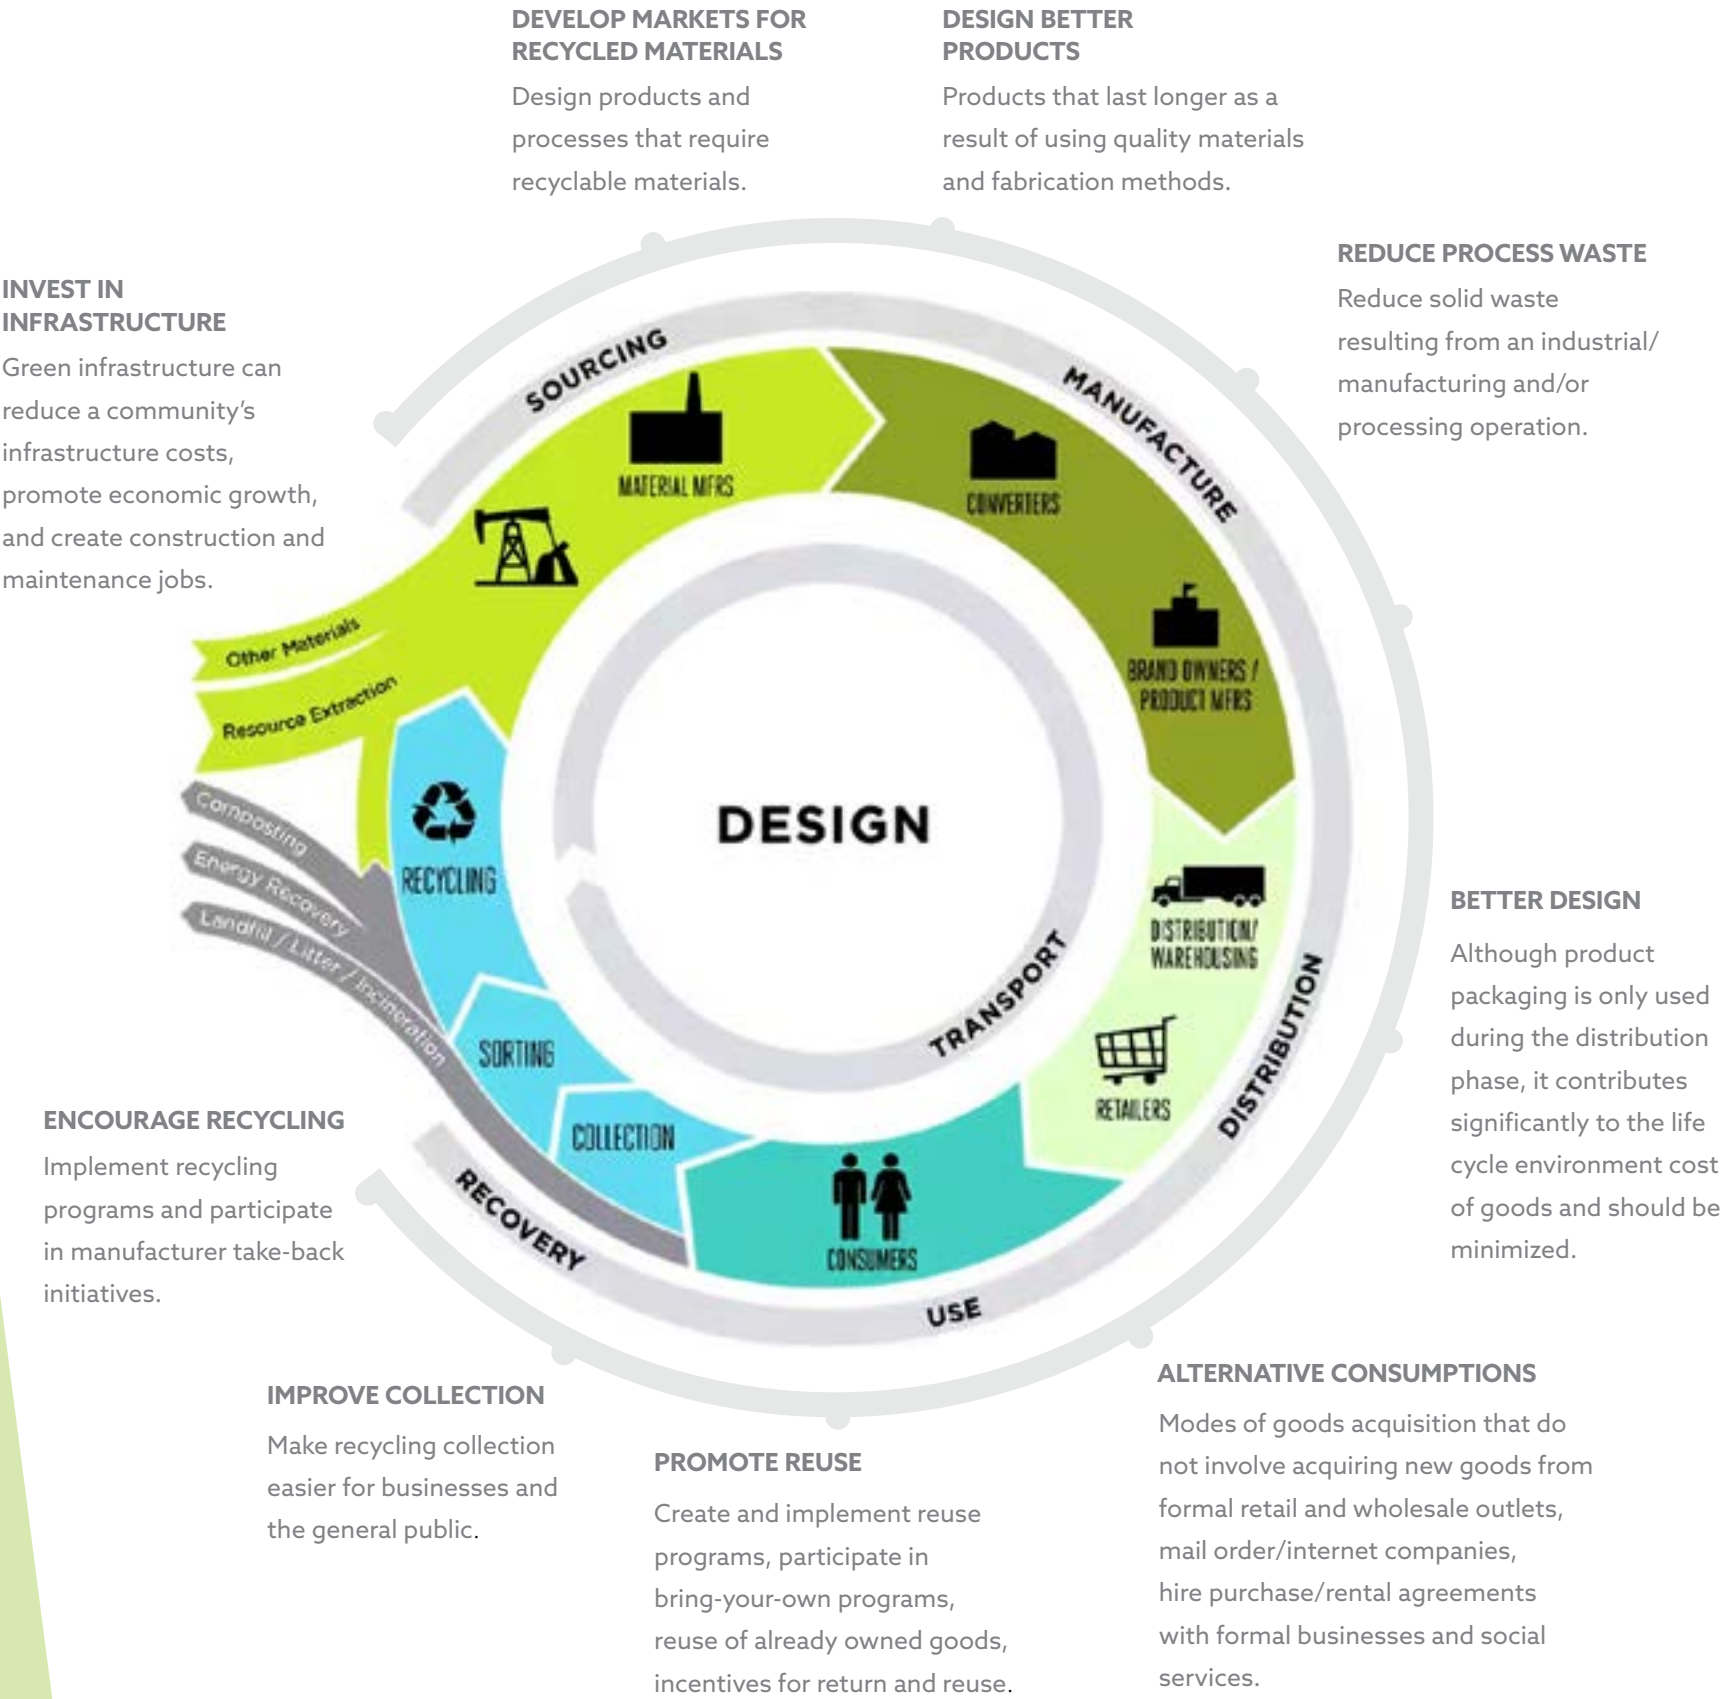 DEVELOP MARKETS FOR
RECYCLED MATERIALS
Design products and
processes that require
recyclable materials.
DESIGN BETTER
PRODUCTS
Products that last longer as a
result of using quality materials
and fabrication methods.
REDUCE PROCESS WASTE
Reduce solid waste
resulting from an industrial/
manufacturing and/or
processing operation.
INVEST IN
INFRASTRUCTURE
Green infrastructure can
reduce a community’s
infrastructure costs,
promote economic growth,
and create construction and
maintenance jobs.
SOURCING
MANUFACTURE
MATERIAL MFRS
CONVERTERS
BRAND OWNERS /
PRODUCT MFRS
Other Materials
Resource Extraction
Composting
Energy Recovery
Landfill / Litter / Incineration
RECYCLING
DESIGN
TRANSPORT
DISTRIBUTION/
WAREHOUSING
RETAILERS
DISTRIBUTION
SORTING
COLLECTION
CONSUMERS
RECOVERY
USE
BETTER DESIGN
Although product
packaging is only used
during the distribution
phase, it contributes
significantly to the life
cycle environment cost
of goods and should be
minimized.
ENCOURAGE RECYCLING
Implement recycling
programs and participate
in manufacturer take-back
initiatives.
IMPROVE COLLECTION
Make recycling collection
easier for businesses and
the general public.
PROMOTE REUSE
Create and implement reuse
programs, participate in
bring-your-own programs,
reuse of already owned goods,
incentives for return and reuse.
ALTERNATIVE CONSUMPTIONS
Modes of goods acquisition that do
not involve acquiring new goods from
formal retail and wholesale outlets,
mail order/internet companies,
hire purchase/rental agreements
with formal businesses and social
services.